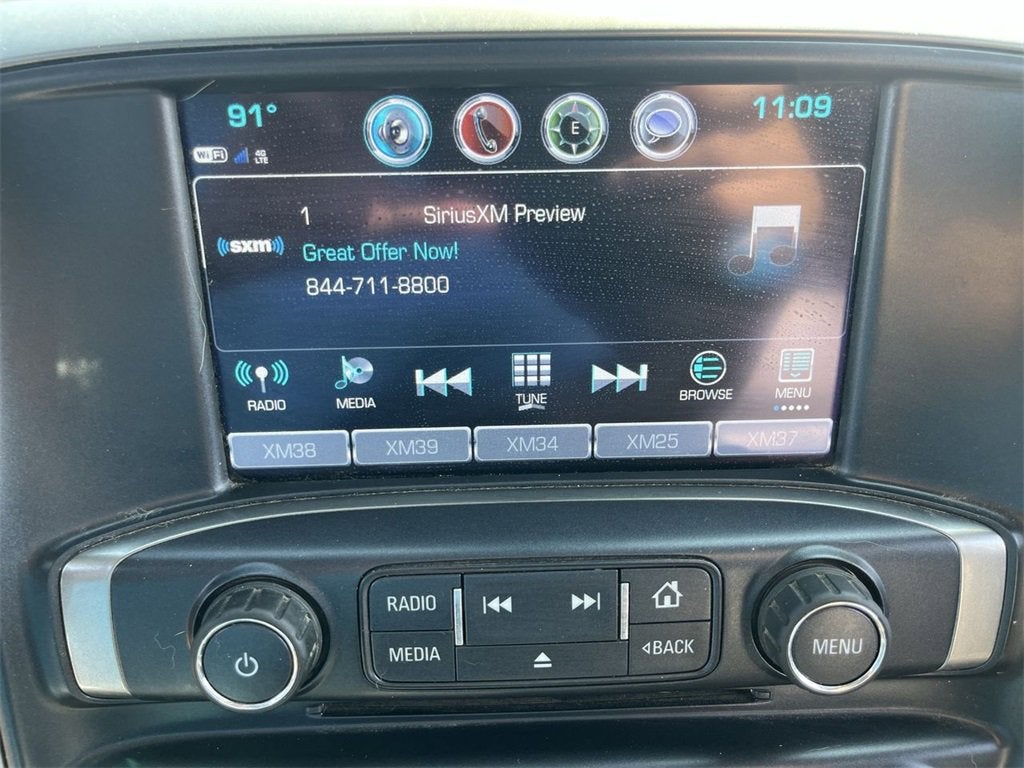 91° E 11:09
WiFi 4G LTE
1 SiriusXM Preview
((sxm))
Great Offer Now!
844-711-8800
RADIO MEDIA TUNE BROWSE MENU
XM38 XM39 XM34 XM25 XM37
RADIO
MEDIA ◁BACK
MENU